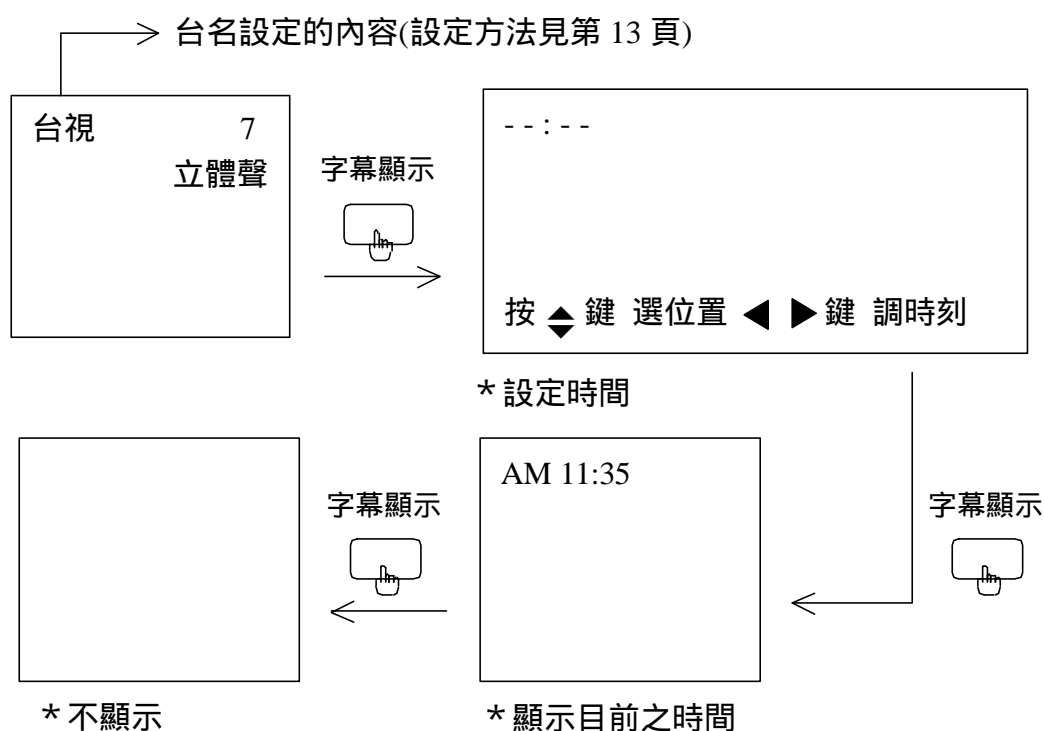 台名設定的內容(設定方法見第 13 頁)
台視 7
立體聲
字幕顯示
--:--
按 ◆ 鍵 選位置 ◀ ▶ 鍵 調時刻
*設定時間
字幕顯示
AM 11:35
*顯示目前之時間
字幕顯示
*不顯示